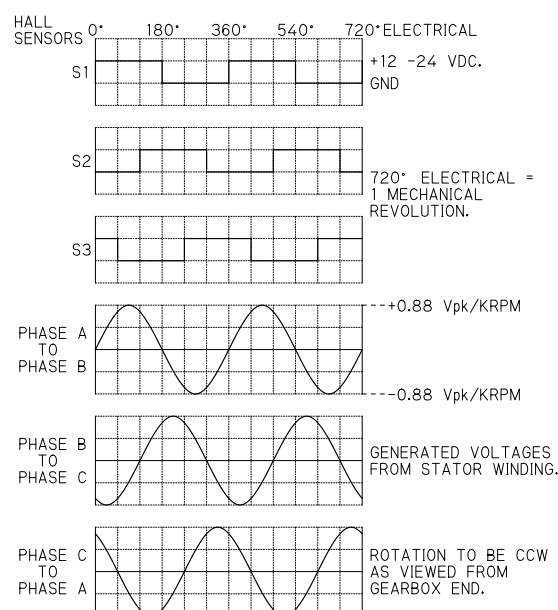 HALL
SENSORS 0° 180° 360° 540° 720° ELECTRICAL
S1
+12 -24 VDC.
GND
S2
720° ELECTRICAL =
1 MECHANICAL
REVOLUTION.
S3
+0.88 Vpk/KRPM
PHASE A
TO
PHASE B
-0.88 Vpk/KRPM
PHASE B
TO
PHASE C
GENERATED VOLTAGES
FROM STATOR WINDING.
PHASE C
TO
PHASE A
ROTATION TO BE CCW
AS VIEWED FROM
GEARBOX END.